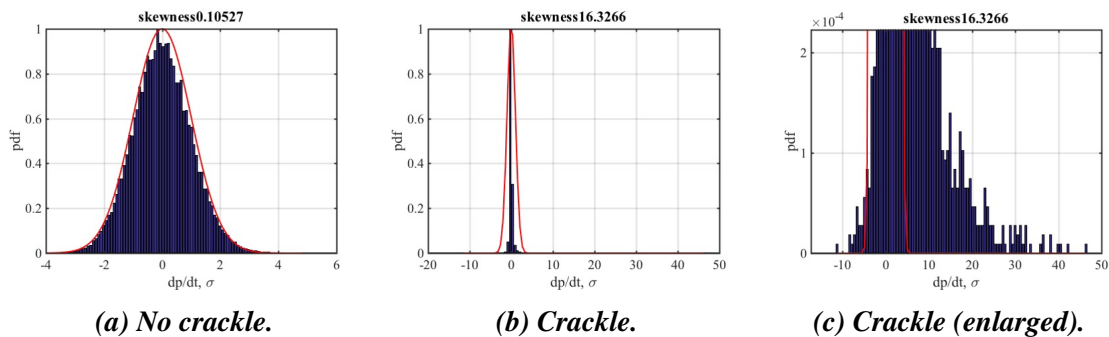 skewness0.10527
1
0.8
0.6
0.4
0.2
0
pdf
-4 -2 0 2 4 6
dp/dt, σ
(a) No crackle.
skewness16.3266
1
0.8
0.6
0.4
0.2
0
pdf
-20 -10 0 10 20 30 40 50
dp/dt, σ
(b) Crackle.
×10⁻⁴
skewness16.3266
2
1
0
pdf
-10 0 10 20 30 40 50
dp/dt, σ
(c) Crackle (enlarged).